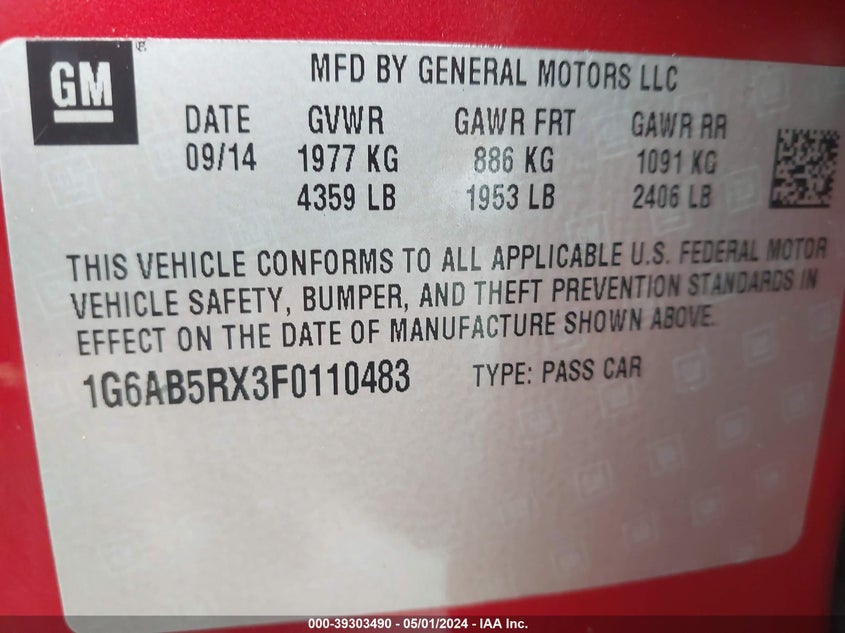 GM
MFD BY GENERAL MOTORS LLC
DATE GVWR GAWR FRT GAWR RR
09/14 1977 KG 886 KG 1091 KG
4359 LB 1953 LB 2406 LB
THIS VEHICLE CONFORMS TO ALL APPLICABLE U.S. FEDERAL MOTOR
VEHICLE SAFETY, BUMPER, AND THEFT PREVENTION STANDARDS IN
EFFECT ON THE DATE OF MANUFACTURE SHOWN ABOVE.
1G6AB5RX3F0110483 TYPE: PASS CAR
000-39303490 - 05/01/2024 - IAA Inc.